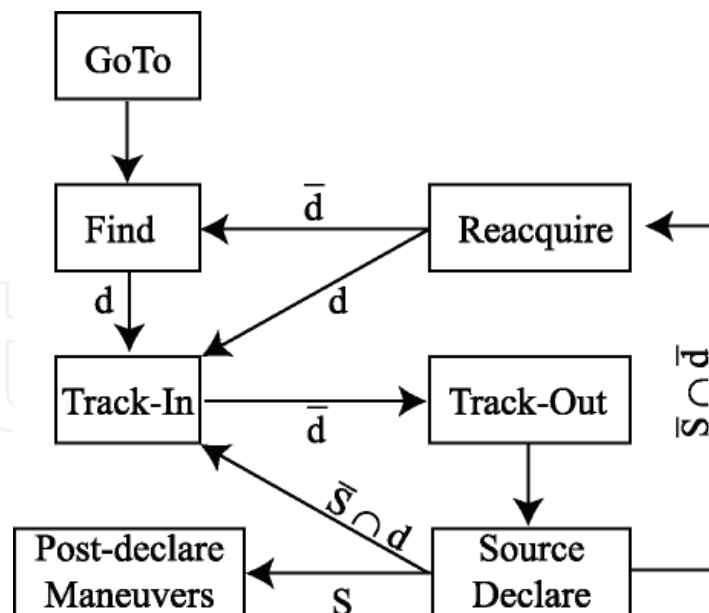 GoTo
d̅
Find
Reacquire
d
d
S̅ ∩ d̅
Track-In
Track-Out
d̅
S̅ ∩ d
Post-declare
Maneuvers
S
Source
Declare